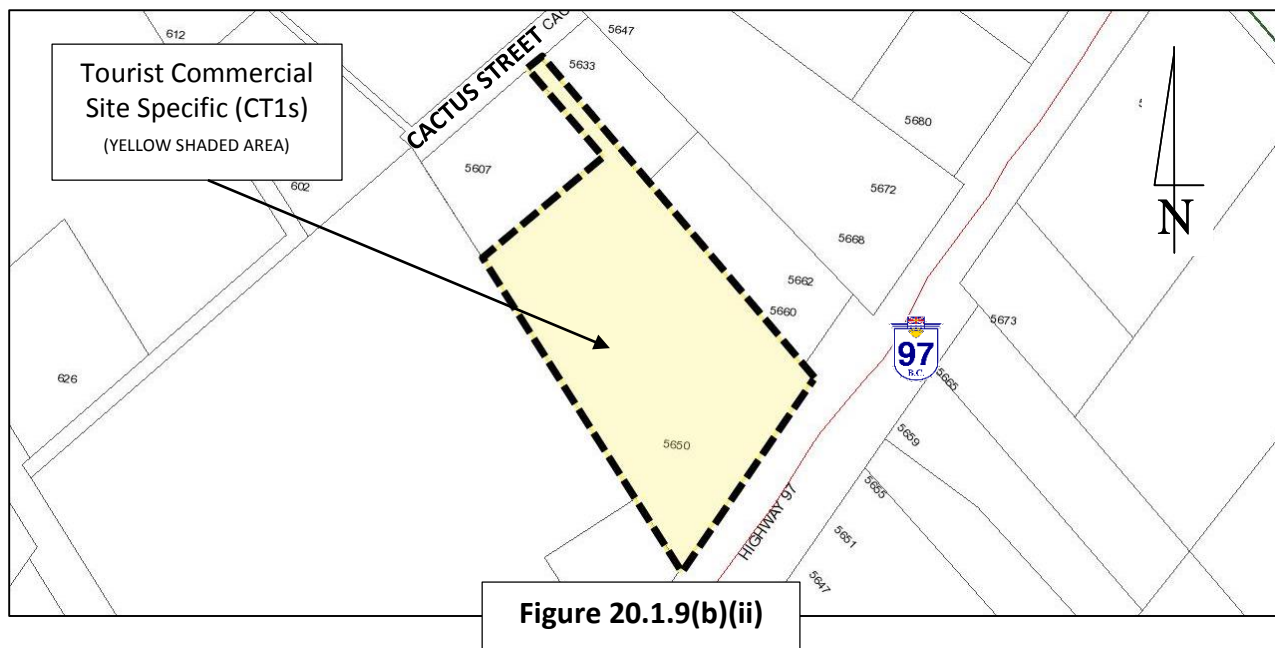 Tourist Commercial
Site Specific (CT1s)
(YELLOW SHADED AREA)
612
602
626
CACTUS STREET
CAC
5647
5633
5607
5680
5672
5668
5662
5660
5650
5673
5665
5659
5655
5651
5647
97
B.C.
HIGHWAY 97
N
Figure 20.1.9(b)(ii)